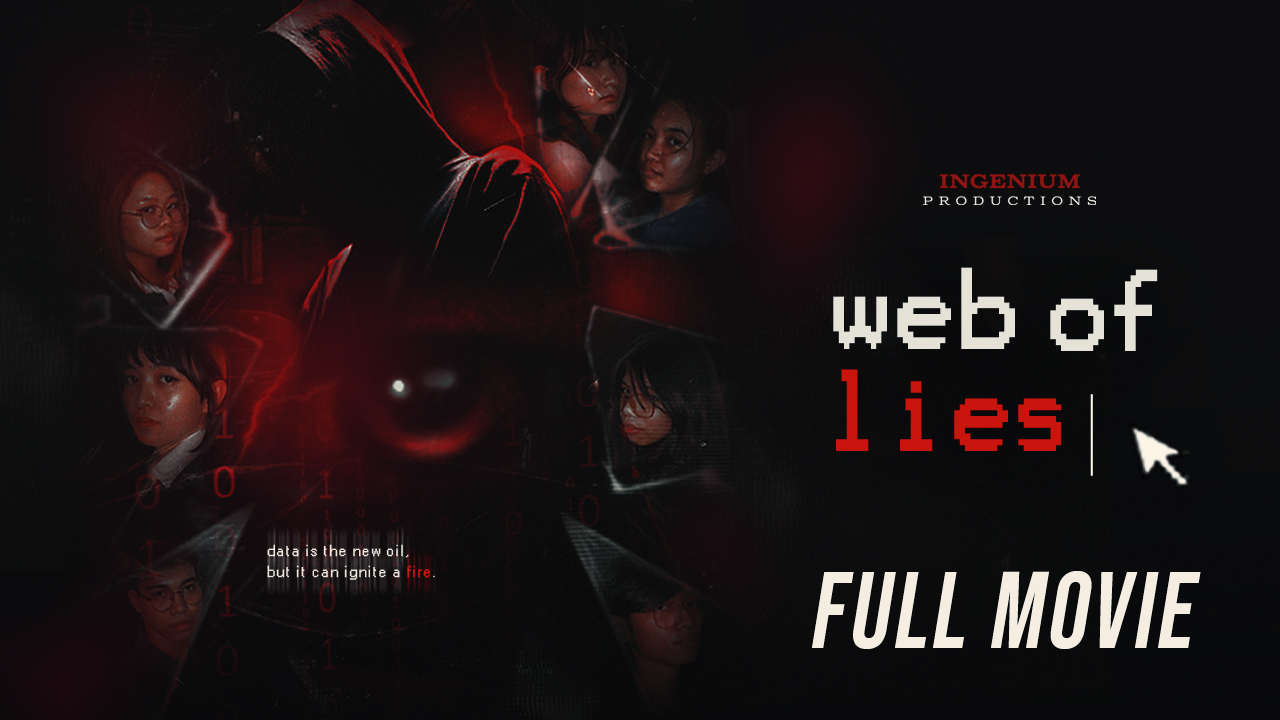 INGENIUM
PRODUCTIONS
web of
lies
data is the new oil,
but it can ignite a fire.
FULL MOVIE